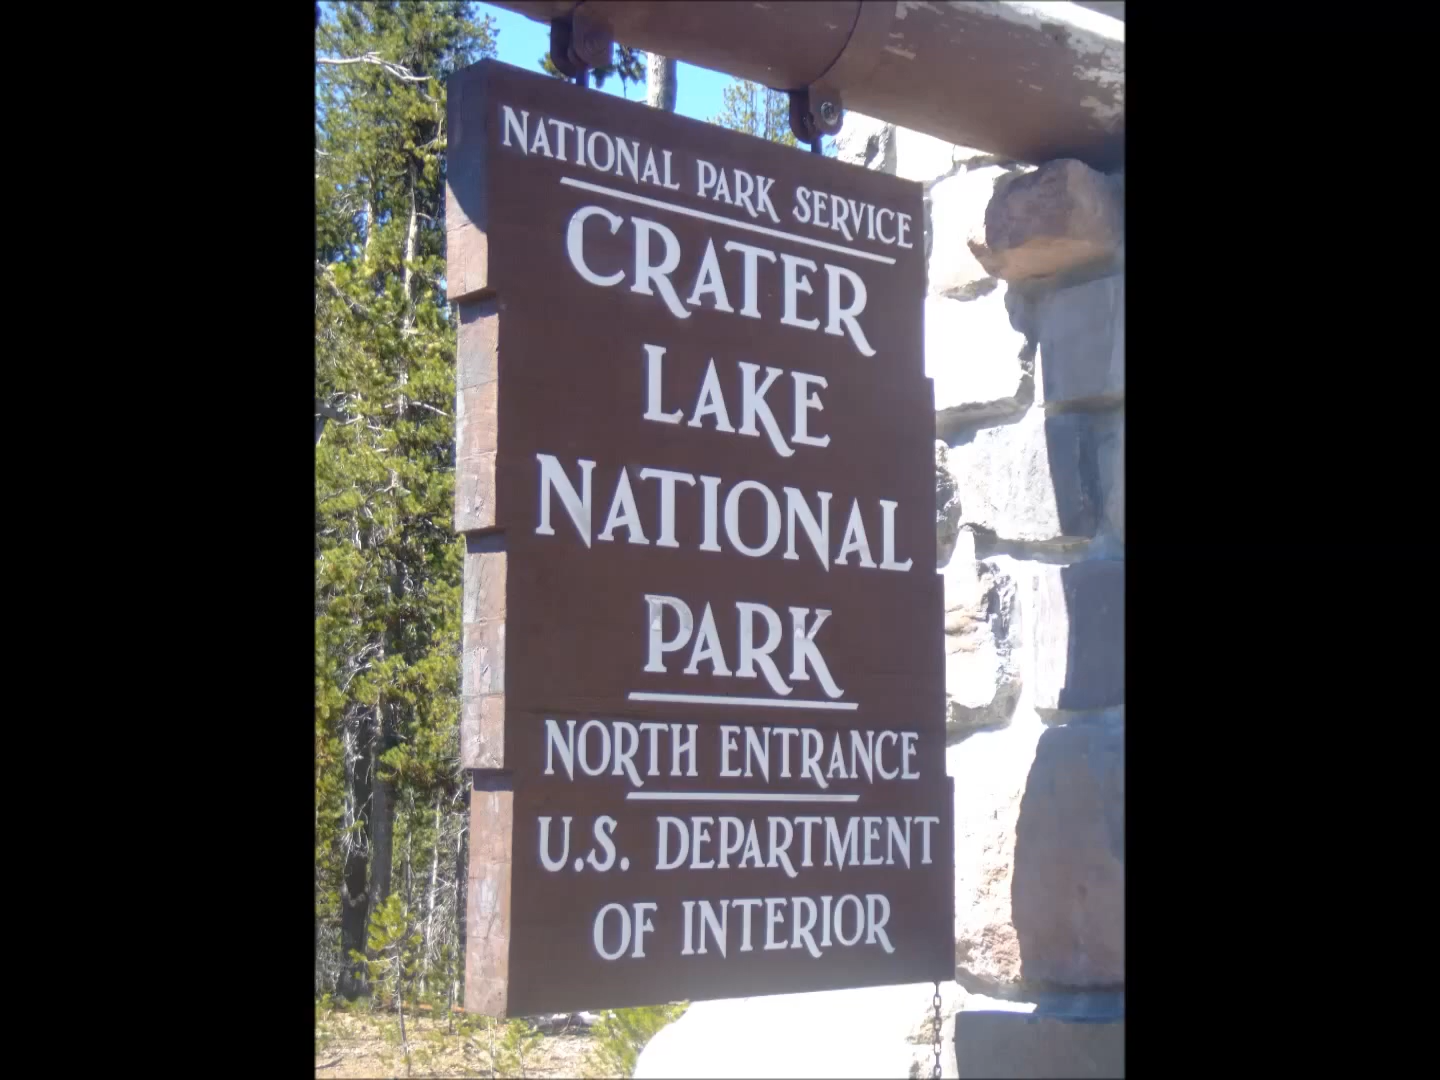 NATIONAL PARK SERVICE
CRATER
LAKE
NATIONAL
PARK
NORTH ENTRANCE
U.S. DEPARTMENT
OF INTERIOR